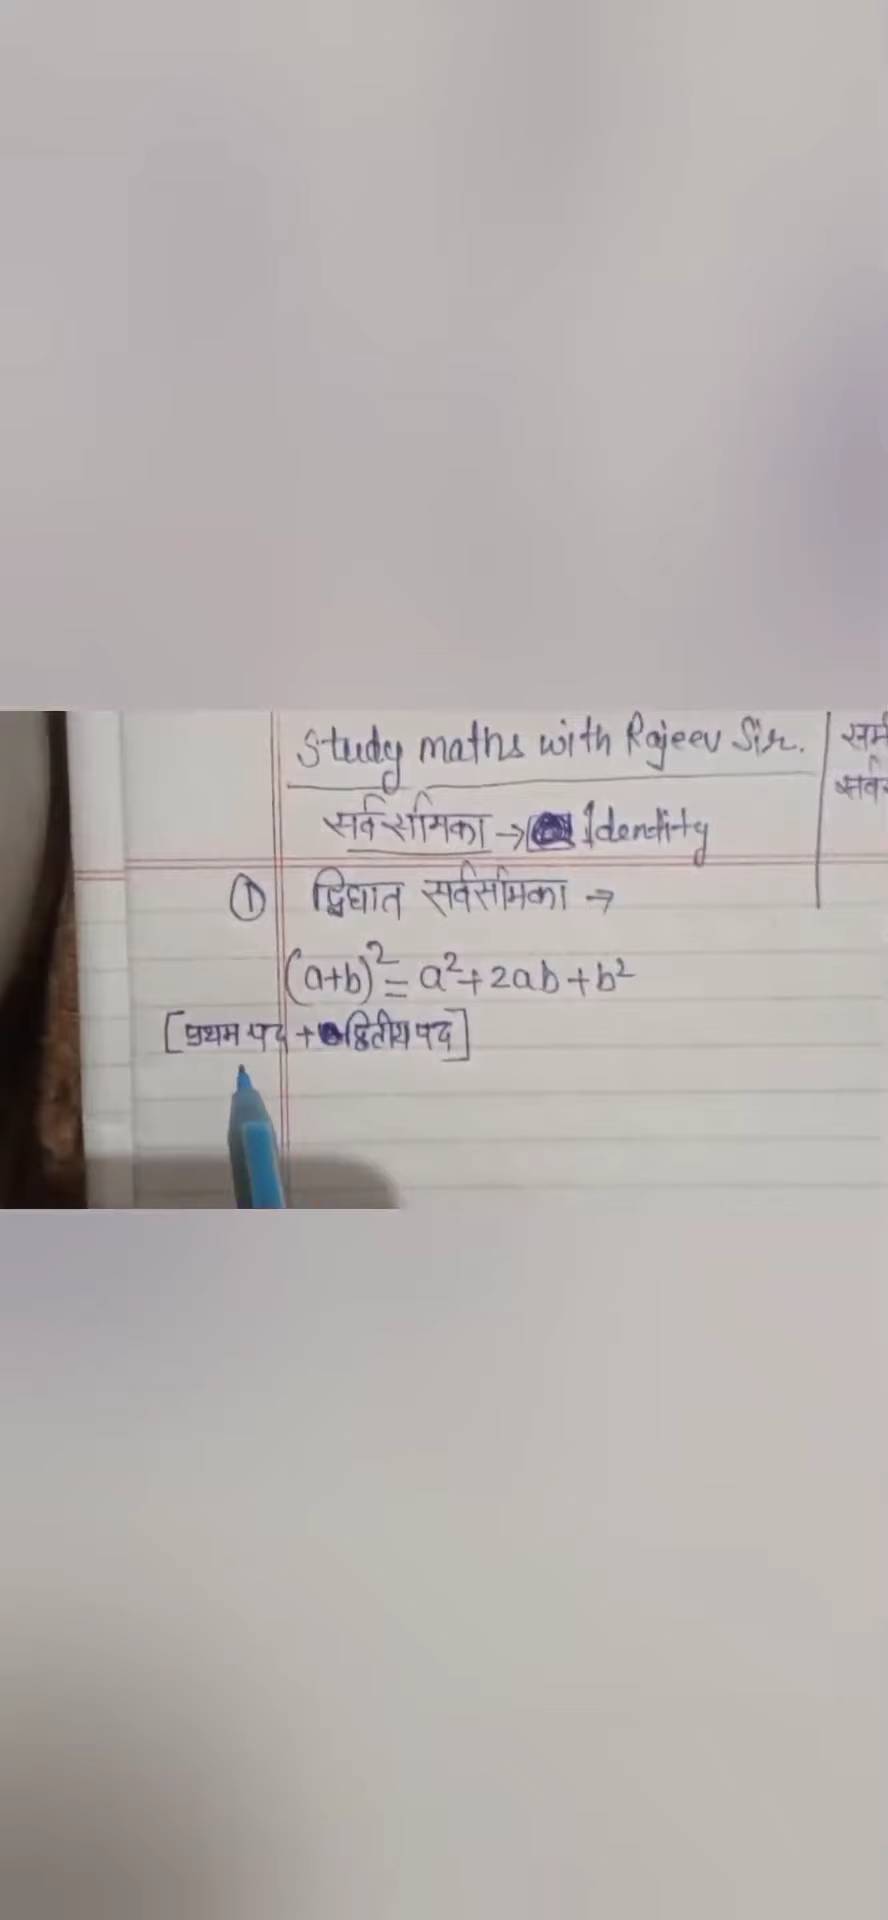 Study maths with Rajeev Sir.
सर्वसमिका → Identity
① द्विघात सर्वसमिका →
(a+b)² = a²+2ab+b²
[प्रथम पद + द्वितीय पद]